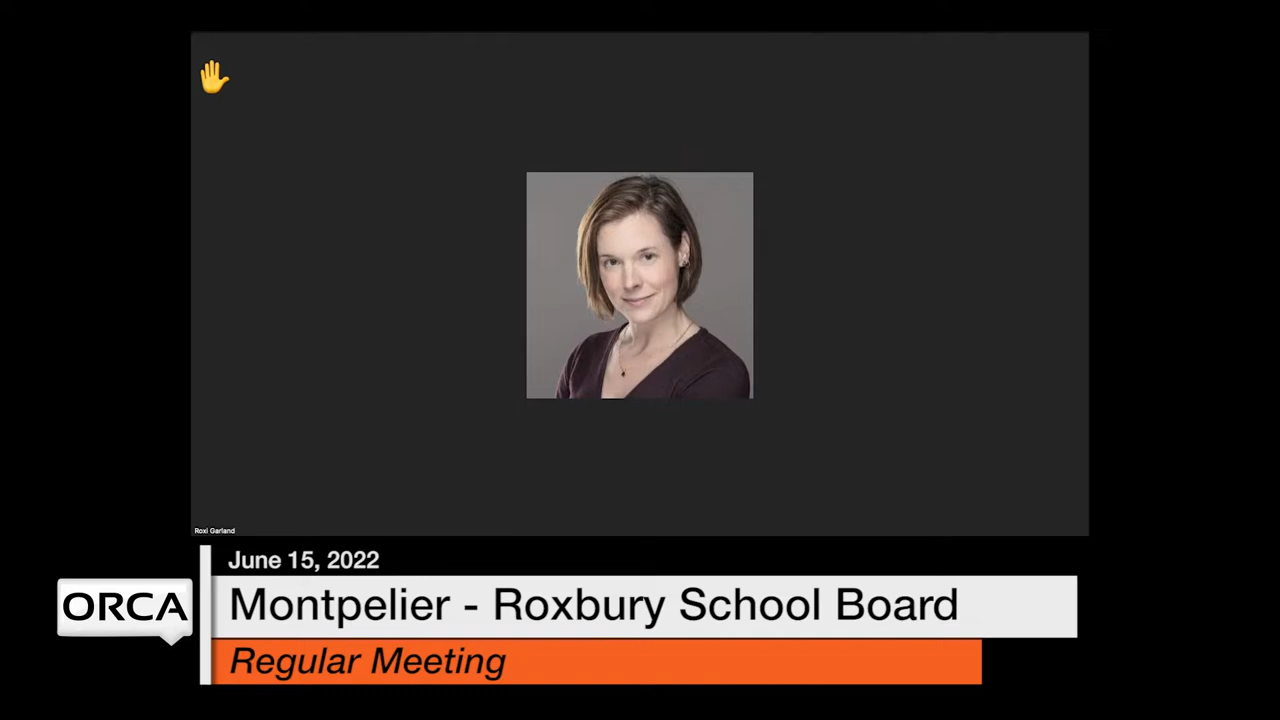 Roxi Garland
June 15, 2022
ORCA
Montpelier - Roxbury School Board
Regular Meeting